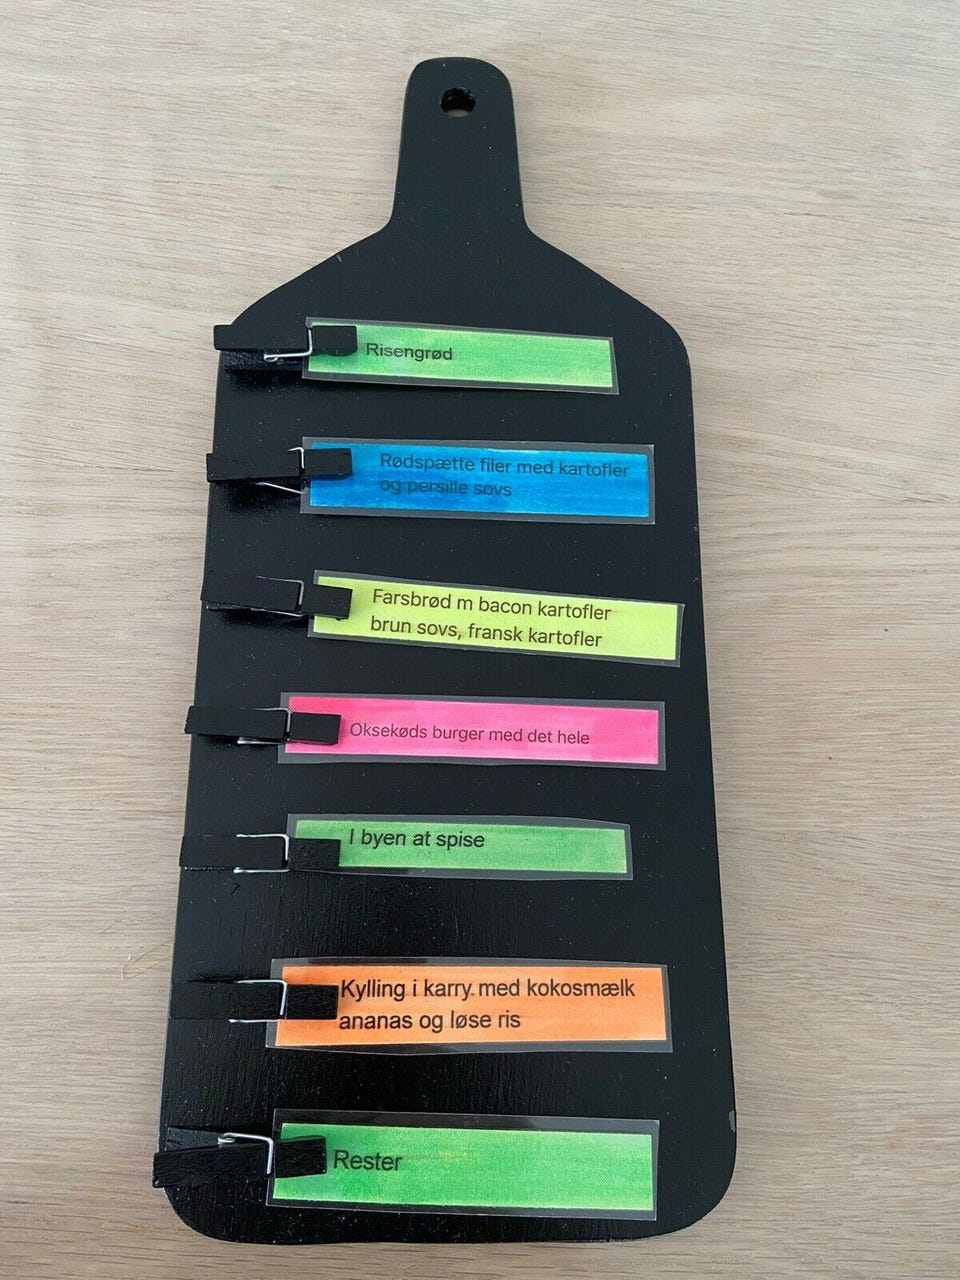 Risengrød
Rødspætte filer med kartofler
og persille sovs
Farsbrød m bacon kartofler
brun sovs, fransk kartofler
Oksekøds burger med det hele
I byen at spise
Kylling i karry med kokosmælk
ananas og løse ris
Rester